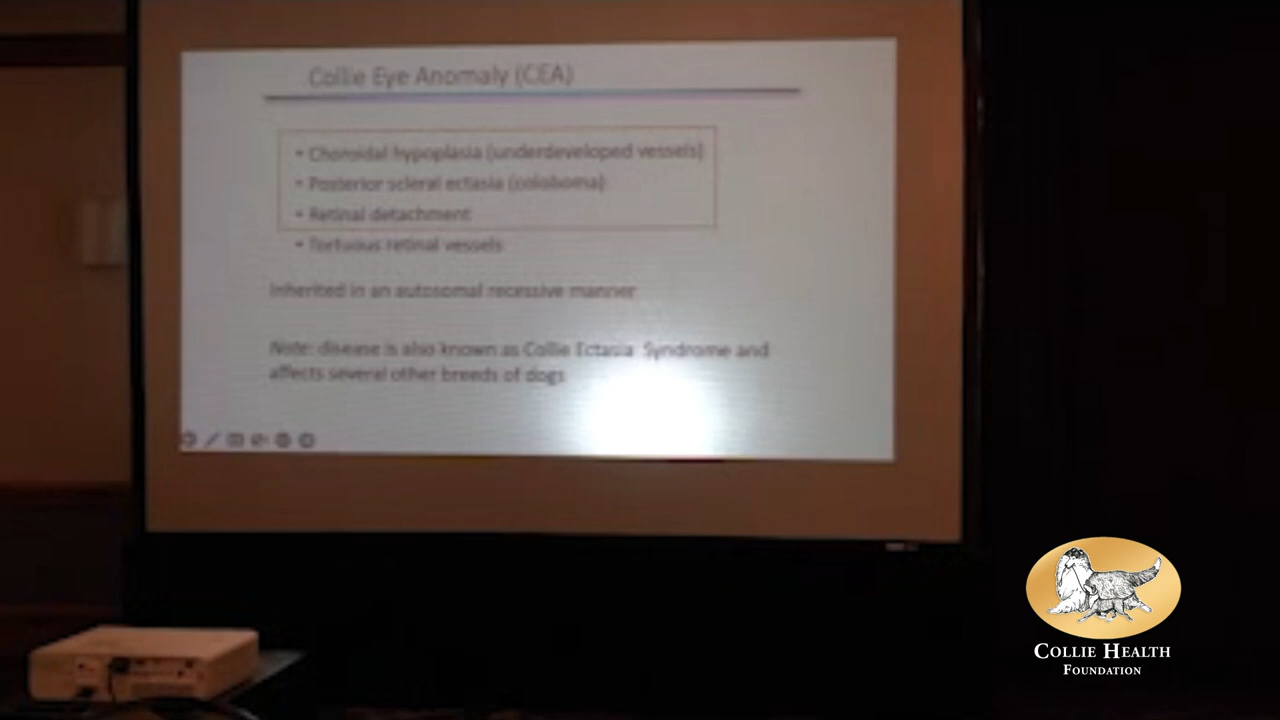 Collie Eye Anomaly (CEA)
• Choroidal hypoplasia (underdeveloped vessels)
• Posterior scleral ectasia (coloboma)
• Retinal detachment
• Tortuous retinal vessels
Inherited in an autosomal recessive manner
Note: disease is also known as Collie Ectasia Syndrome and
affects several other breeds of dogs
COLLIE HEALTH
FOUNDATION